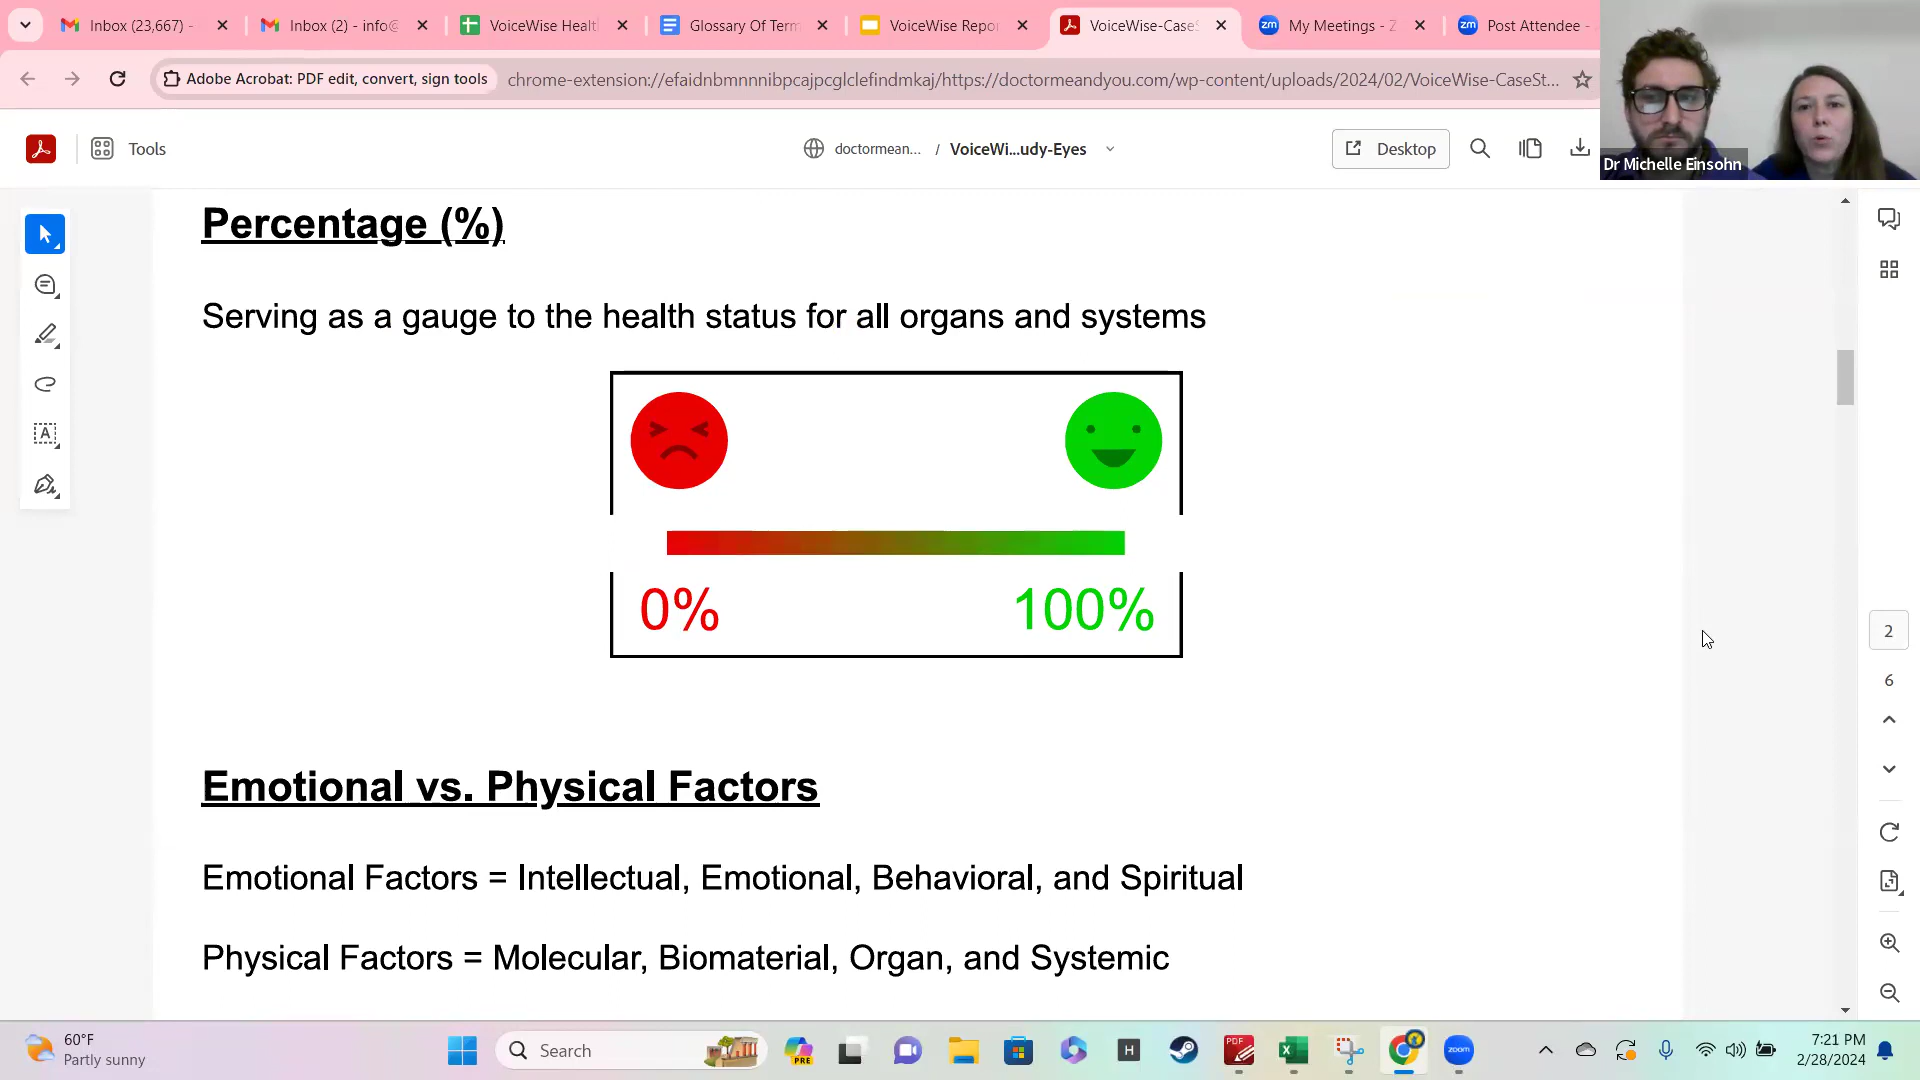 Inbox (23,667) -
Inbox (2) - info@
VoiceWise Healt
Glossary Of Term
VoiceWise Repor
VoiceWise-CaseS
My Meetings - Z
Post Attendee -
Adobe Acrobat: PDF edit, convert, sign tools
chrome-extension://efaidnbmnnnibpcajpcglclefindmkaj/https://doctormeandyou.com/wp-content/uploads/2024/02/VoiceWise-CaseSt...
Dr Michelle Einsohn
Tools
doctormean... / VoiceWi...udy-Eyes
Desktop
Percentage (%)
Serving as a gauge to the health status for all organs and systems
0%
100%
2
6
Emotional vs. Physical Factors
Emotional Factors = Intellectual, Emotional, Behavioral, and Spiritual
Physical Factors = Molecular, Biomaterial, Organ, and Systemic
60°F
Partly sunny
Search
PRE
H
PDF
zoom
7:21 PM
2/28/2024